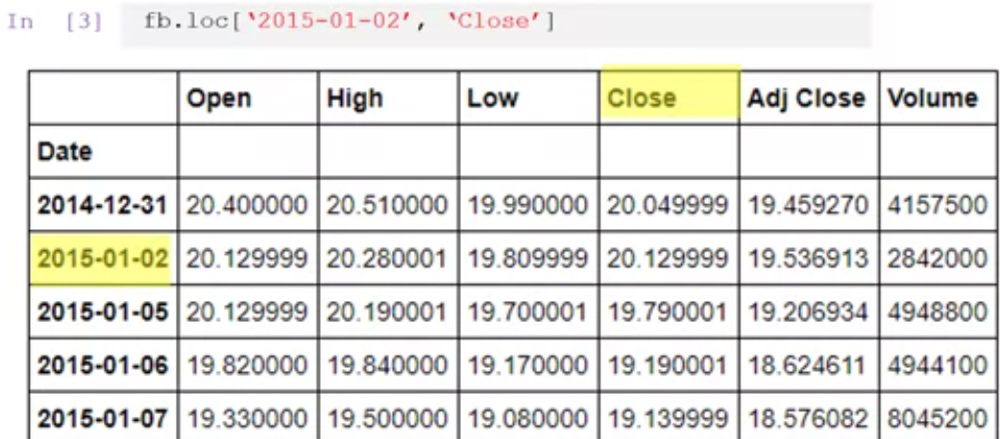 In [3] fb.loc[‘2015-01-02’, ‘Close’]
Open High Low Close Adj Close Volume
Date
2014-12-31 20.400000 20.510000 19.990000 20.049999 19.459270 4157500
2015-01-02 20.129999 20.280001 19.809999 20.129999 19.536913 2842000
2015-01-05 20.129999 20.190001 19.700001 19.790001 19.206934 4948800
2015-01-06 19.820000 19.840000 19.170000 19.190001 18.624611 4944100
2015-01-07 19.330000 19.500000 19.080000 19.139999 18.576082 8045200